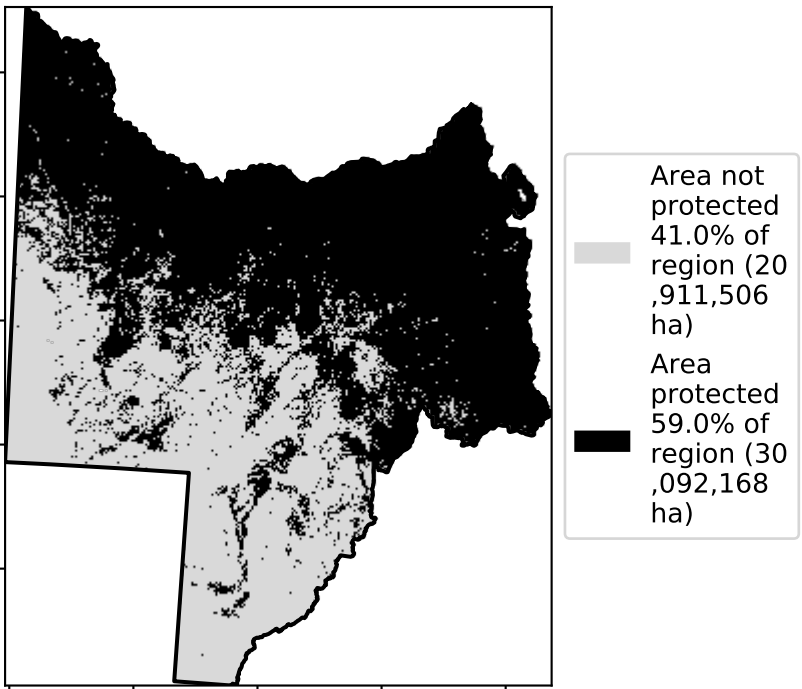 Area not
protected
41.0% of
region (20
,911,506
ha)
Area
protected
59.0% of
region (30
,092,168
ha)